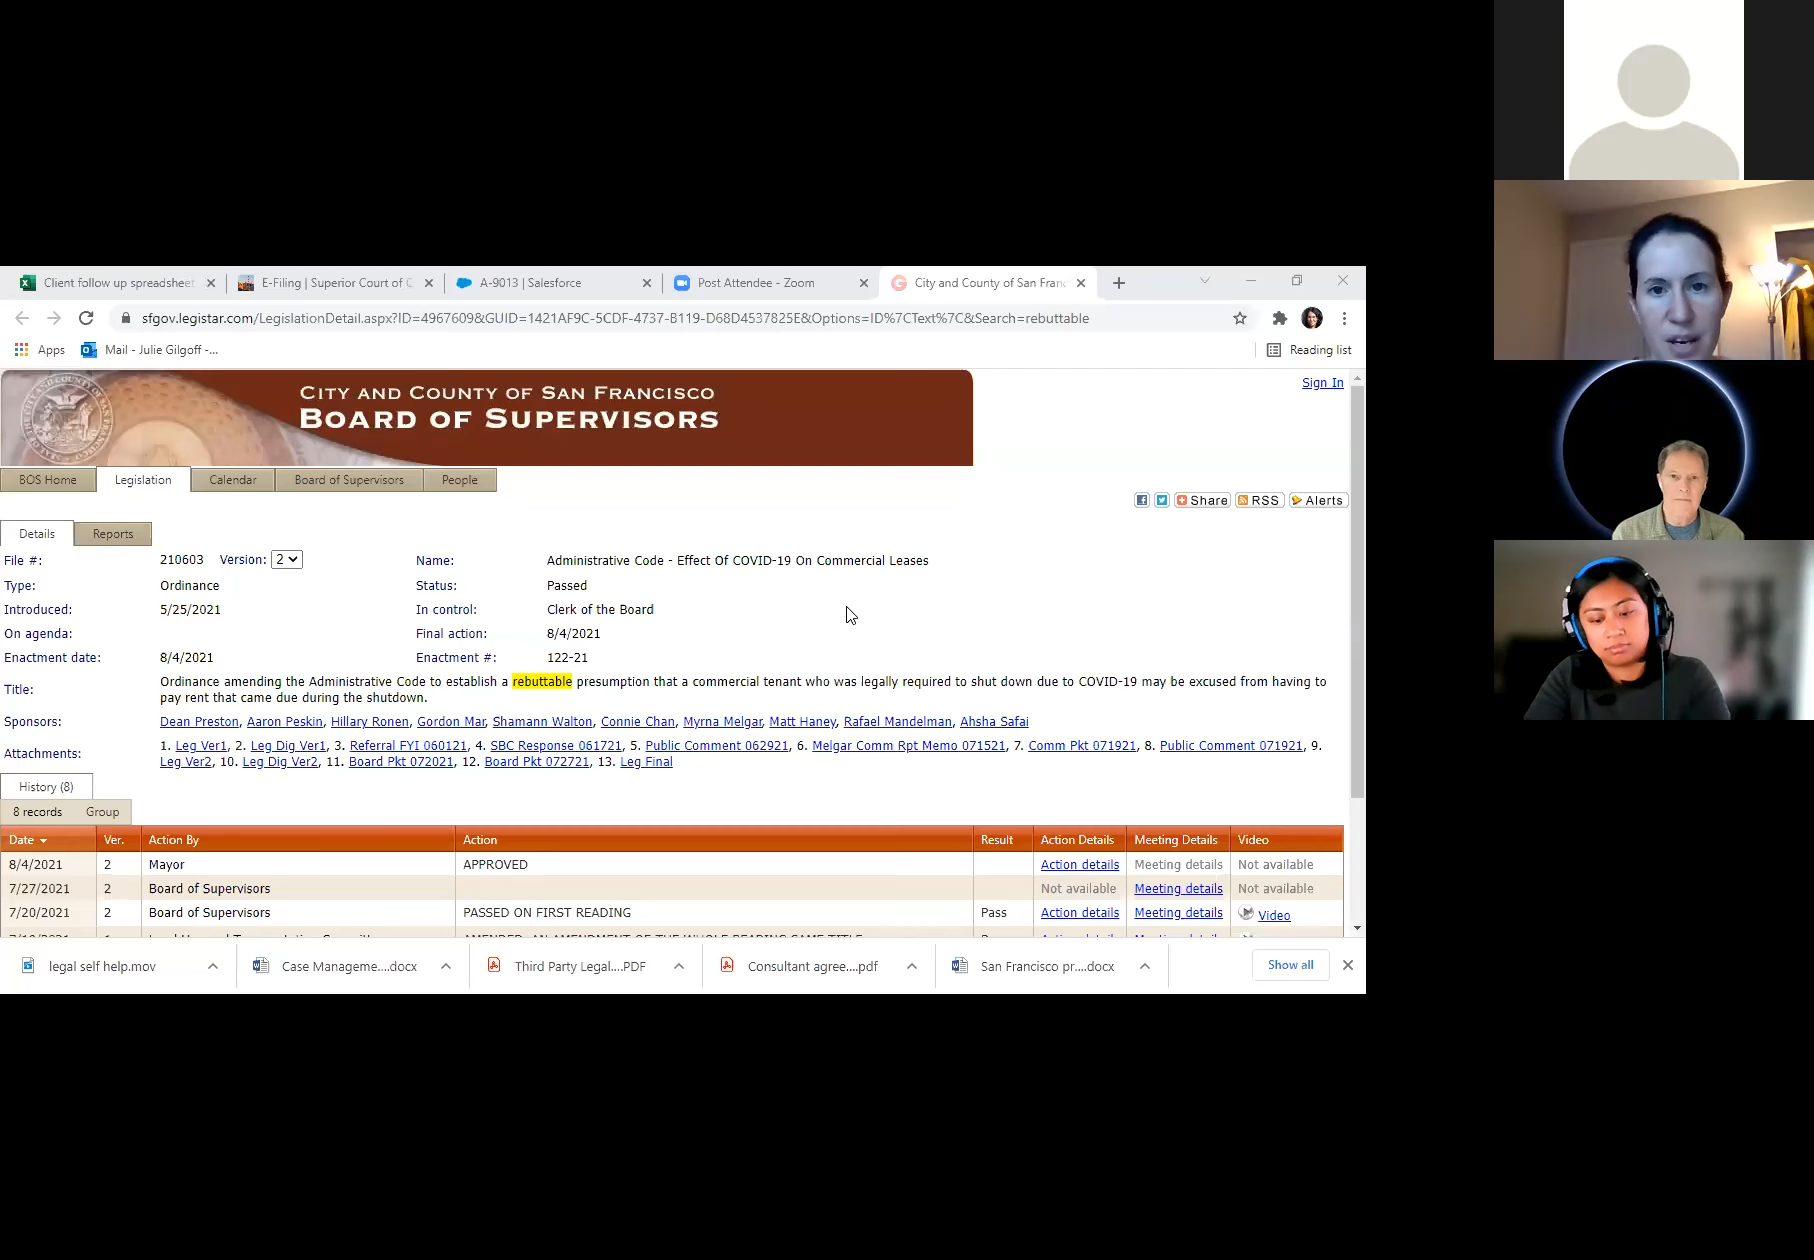 Client follow up spreadsheet
E-Filing | Superior Court of C
A-9013 | Salesforce
Post Attendee - Zoom
City and County of San Franc
sfgov.legistar.com/LegislationDetail.aspx?ID=4967609&GUID=1421AF9C-5CDF-4737-B119-D68D4537825E&Options=ID%7CText%7C&Search=rebuttable
Apps Mail - Julie Gilgoff -... Reading list
Sign In
CITY AND COUNTY OF SAN FRANCISCO
BOARD OF SUPERVISORS
BOS Home Legislation Calendar Board of Supervisors People
Share RSS Alerts
Details Reports
File #: 210603 Version: 2 Name: Administrative Code - Effect Of COVID-19 On Commercial Leases
Type: Ordinance Status: Passed
Introduced: 5/25/2021 In control: Clerk of the Board
On agenda: Final action: 8/4/2021
Enactment date: 8/4/2021 Enactment #: 122-21
Title: Ordinance amending the Administrative Code to establish a rebuttable presumption that a commercial tenant who was legally required to shut down due to COVID-19 may be excused from having to
pay rent that came due during the shutdown.
Sponsors: Dean Preston, Aaron Peskin, Hillary Ronen, Gordon Mar, Shamann Walton, Connie Chan, Myrna Melgar, Matt Haney, Rafael Mandelman, Ahsha Safai
Attachments: 1. Leg Ver1, 2. Leg Dig Ver1, 3. Referral FYI 060121, 4. SBC Response 061721, 5. Public Comment 062921, 6. Melgar Comm Rpt Memo 071521, 7. Comm Pkt 071921, 8. Public Comment 071921, 9.
Leg Ver2, 10. Leg Dig Ver2, 11. Board Pkt 072021, 12. Board Pkt 072721, 13. Leg Final
History (8)
8 records Group
Date Ver. Action By Action Result Action Details Meeting Details Video
8/4/2021 2 Mayor APPROVED Action details Meeting details Not available
7/27/2021 2 Board of Supervisors Not available Meeting details Not available
7/20/2021 2 Board of Supervisors PASSED ON FIRST READING Pass Action details Meeting details Video
legal self help.mov Case Manageme....docx Third Party Legal....PDF Consultant agree....pdf San Francisco pr....docx Show all